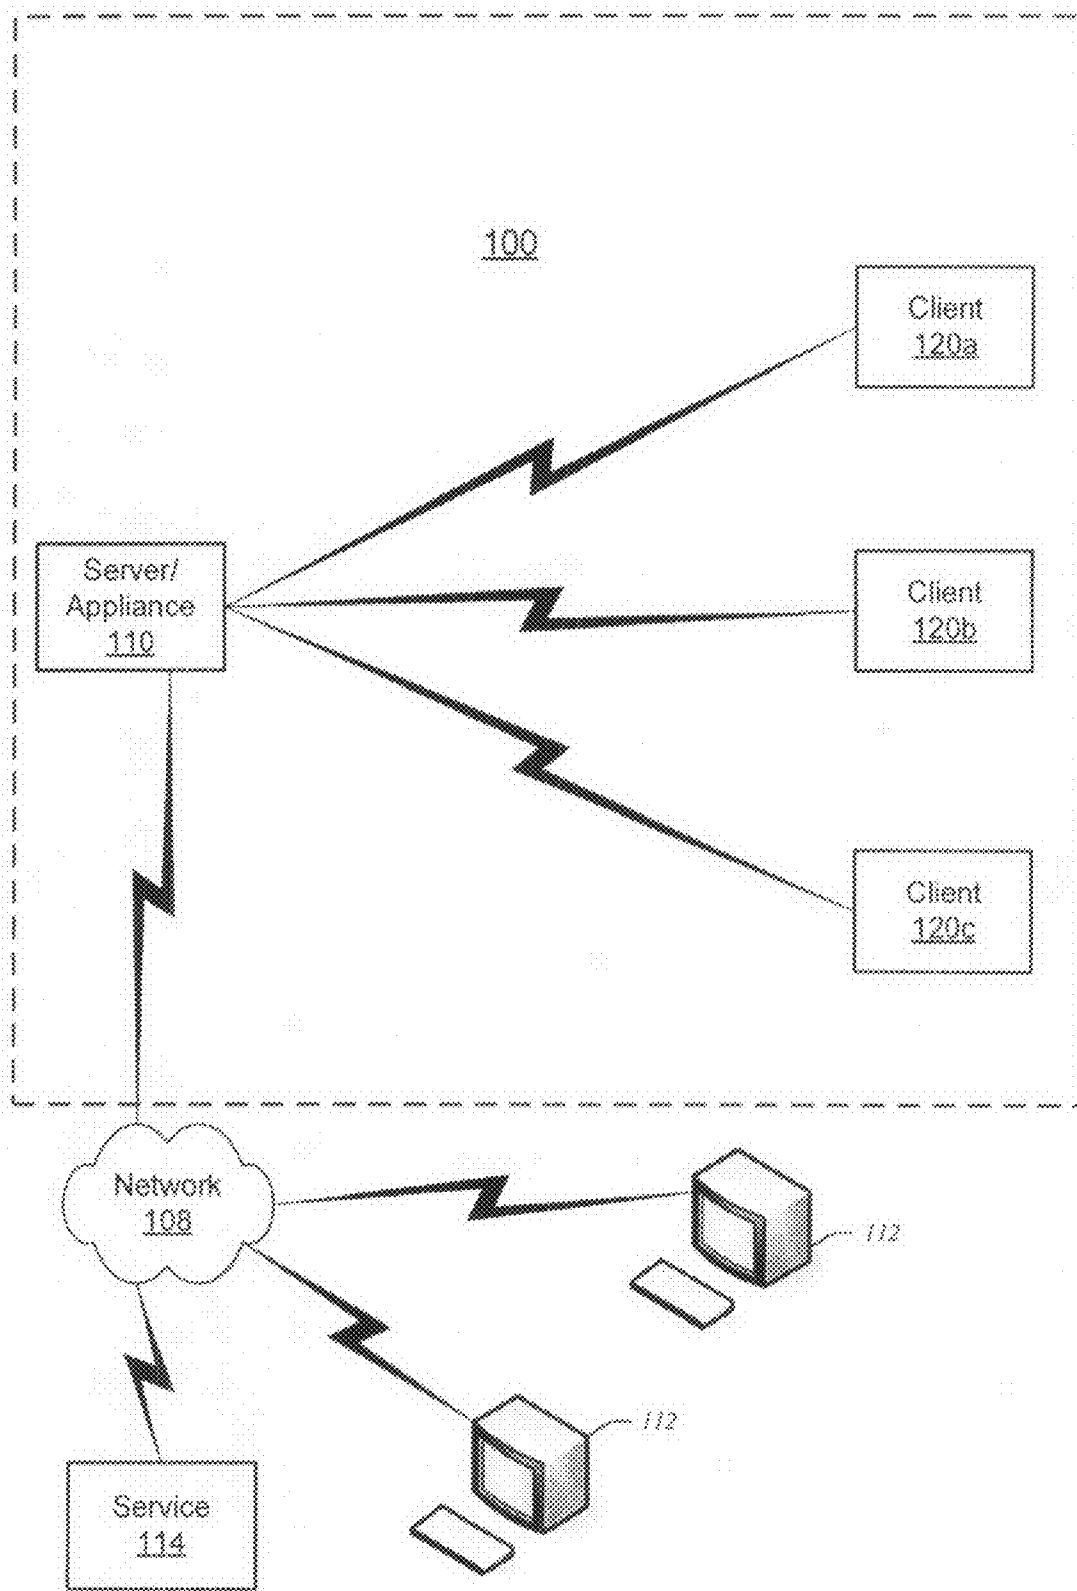 100
Client
120a
Server/
Appliance
110
Client
120b
Client
120c
Network
108
112
112
Service
114